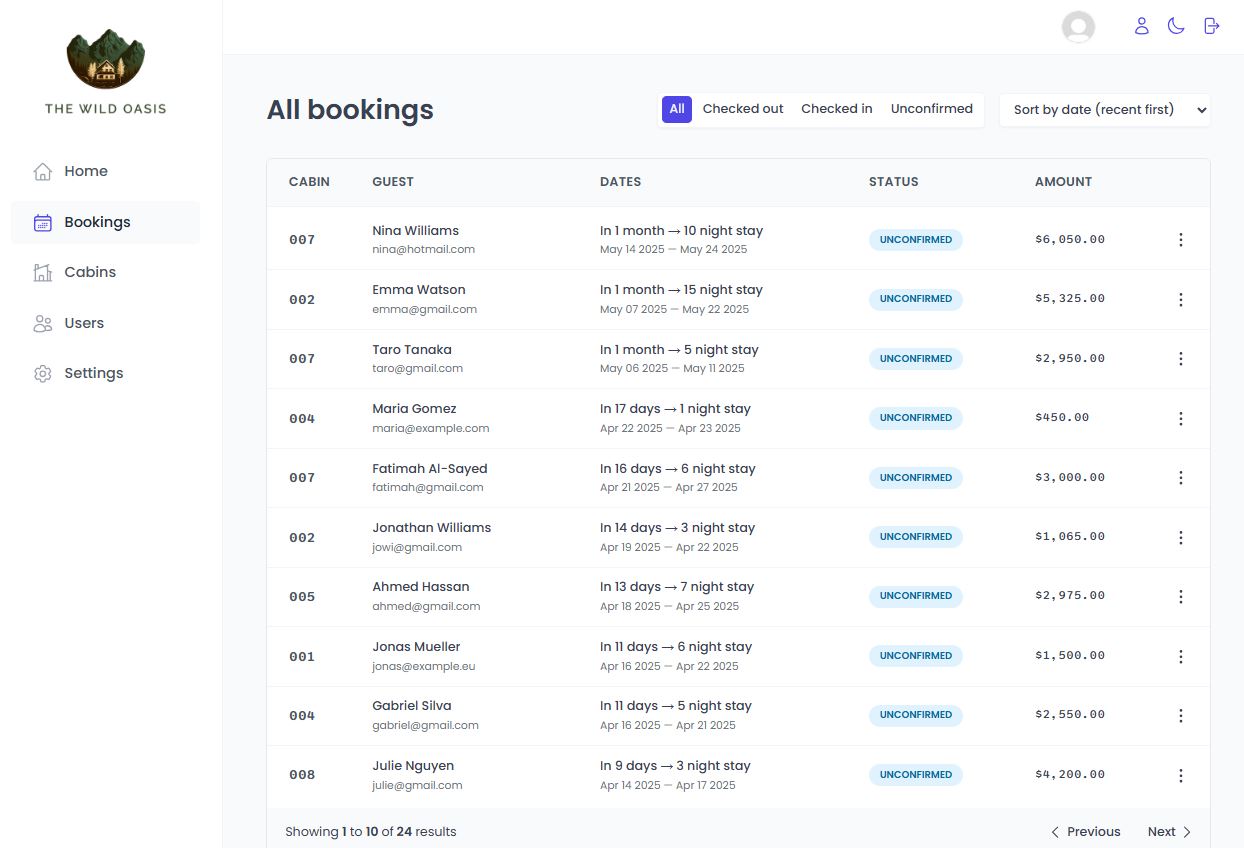 THE WILD OASIS
Home
Bookings
Cabins
Users
Settings
All bookings
All Checked out Checked in Unconfirmed
Sort by date (recent first)
CABIN GUEST DATES STATUS AMOUNT
007 Nina Williams In 1 month → 10 night stay UNCONFIRMED $6,050.00
nina@hotmail.com May 14 2025 — May 24 2025
002 Emma Watson In 1 month → 15 night stay UNCONFIRMED $5,325.00
emma@gmail.com May 07 2025 — May 22 2025
007 Taro Tanaka In 1 month → 5 night stay UNCONFIRMED $2,950.00
taro@gmail.com May 06 2025 — May 11 2025
004 Maria Gomez In 17 days → 1 night stay UNCONFIRMED $450.00
maria@example.com Apr 22 2025 — Apr 23 2025
007 Fatimah Al-Sayed In 16 days → 6 night stay UNCONFIRMED $3,000.00
fatimah@gmail.com Apr 21 2025 — Apr 27 2025
002 Jonathan Williams In 14 days → 3 night stay UNCONFIRMED $1,065.00
jowi@gmail.com Apr 19 2025 — Apr 22 2025
005 Ahmed Hassan In 13 days → 7 night stay UNCONFIRMED $2,975.00
ahmed@gmail.com Apr 18 2025 — Apr 25 2025
001 Jonas Mueller In 11 days → 6 night stay UNCONFIRMED $1,500.00
jonas@example.eu Apr 16 2025 — Apr 22 2025
004 Gabriel Silva In 11 days → 5 night stay UNCONFIRMED $2,550.00
gabriel@gmail.com Apr 16 2025 — Apr 21 2025
008 Julie Nguyen In 9 days → 3 night stay UNCONFIRMED $4,200.00
julie@gmail.com Apr 14 2025 — Apr 17 2025
Showing 1 to 10 of 24 results
Previous Next